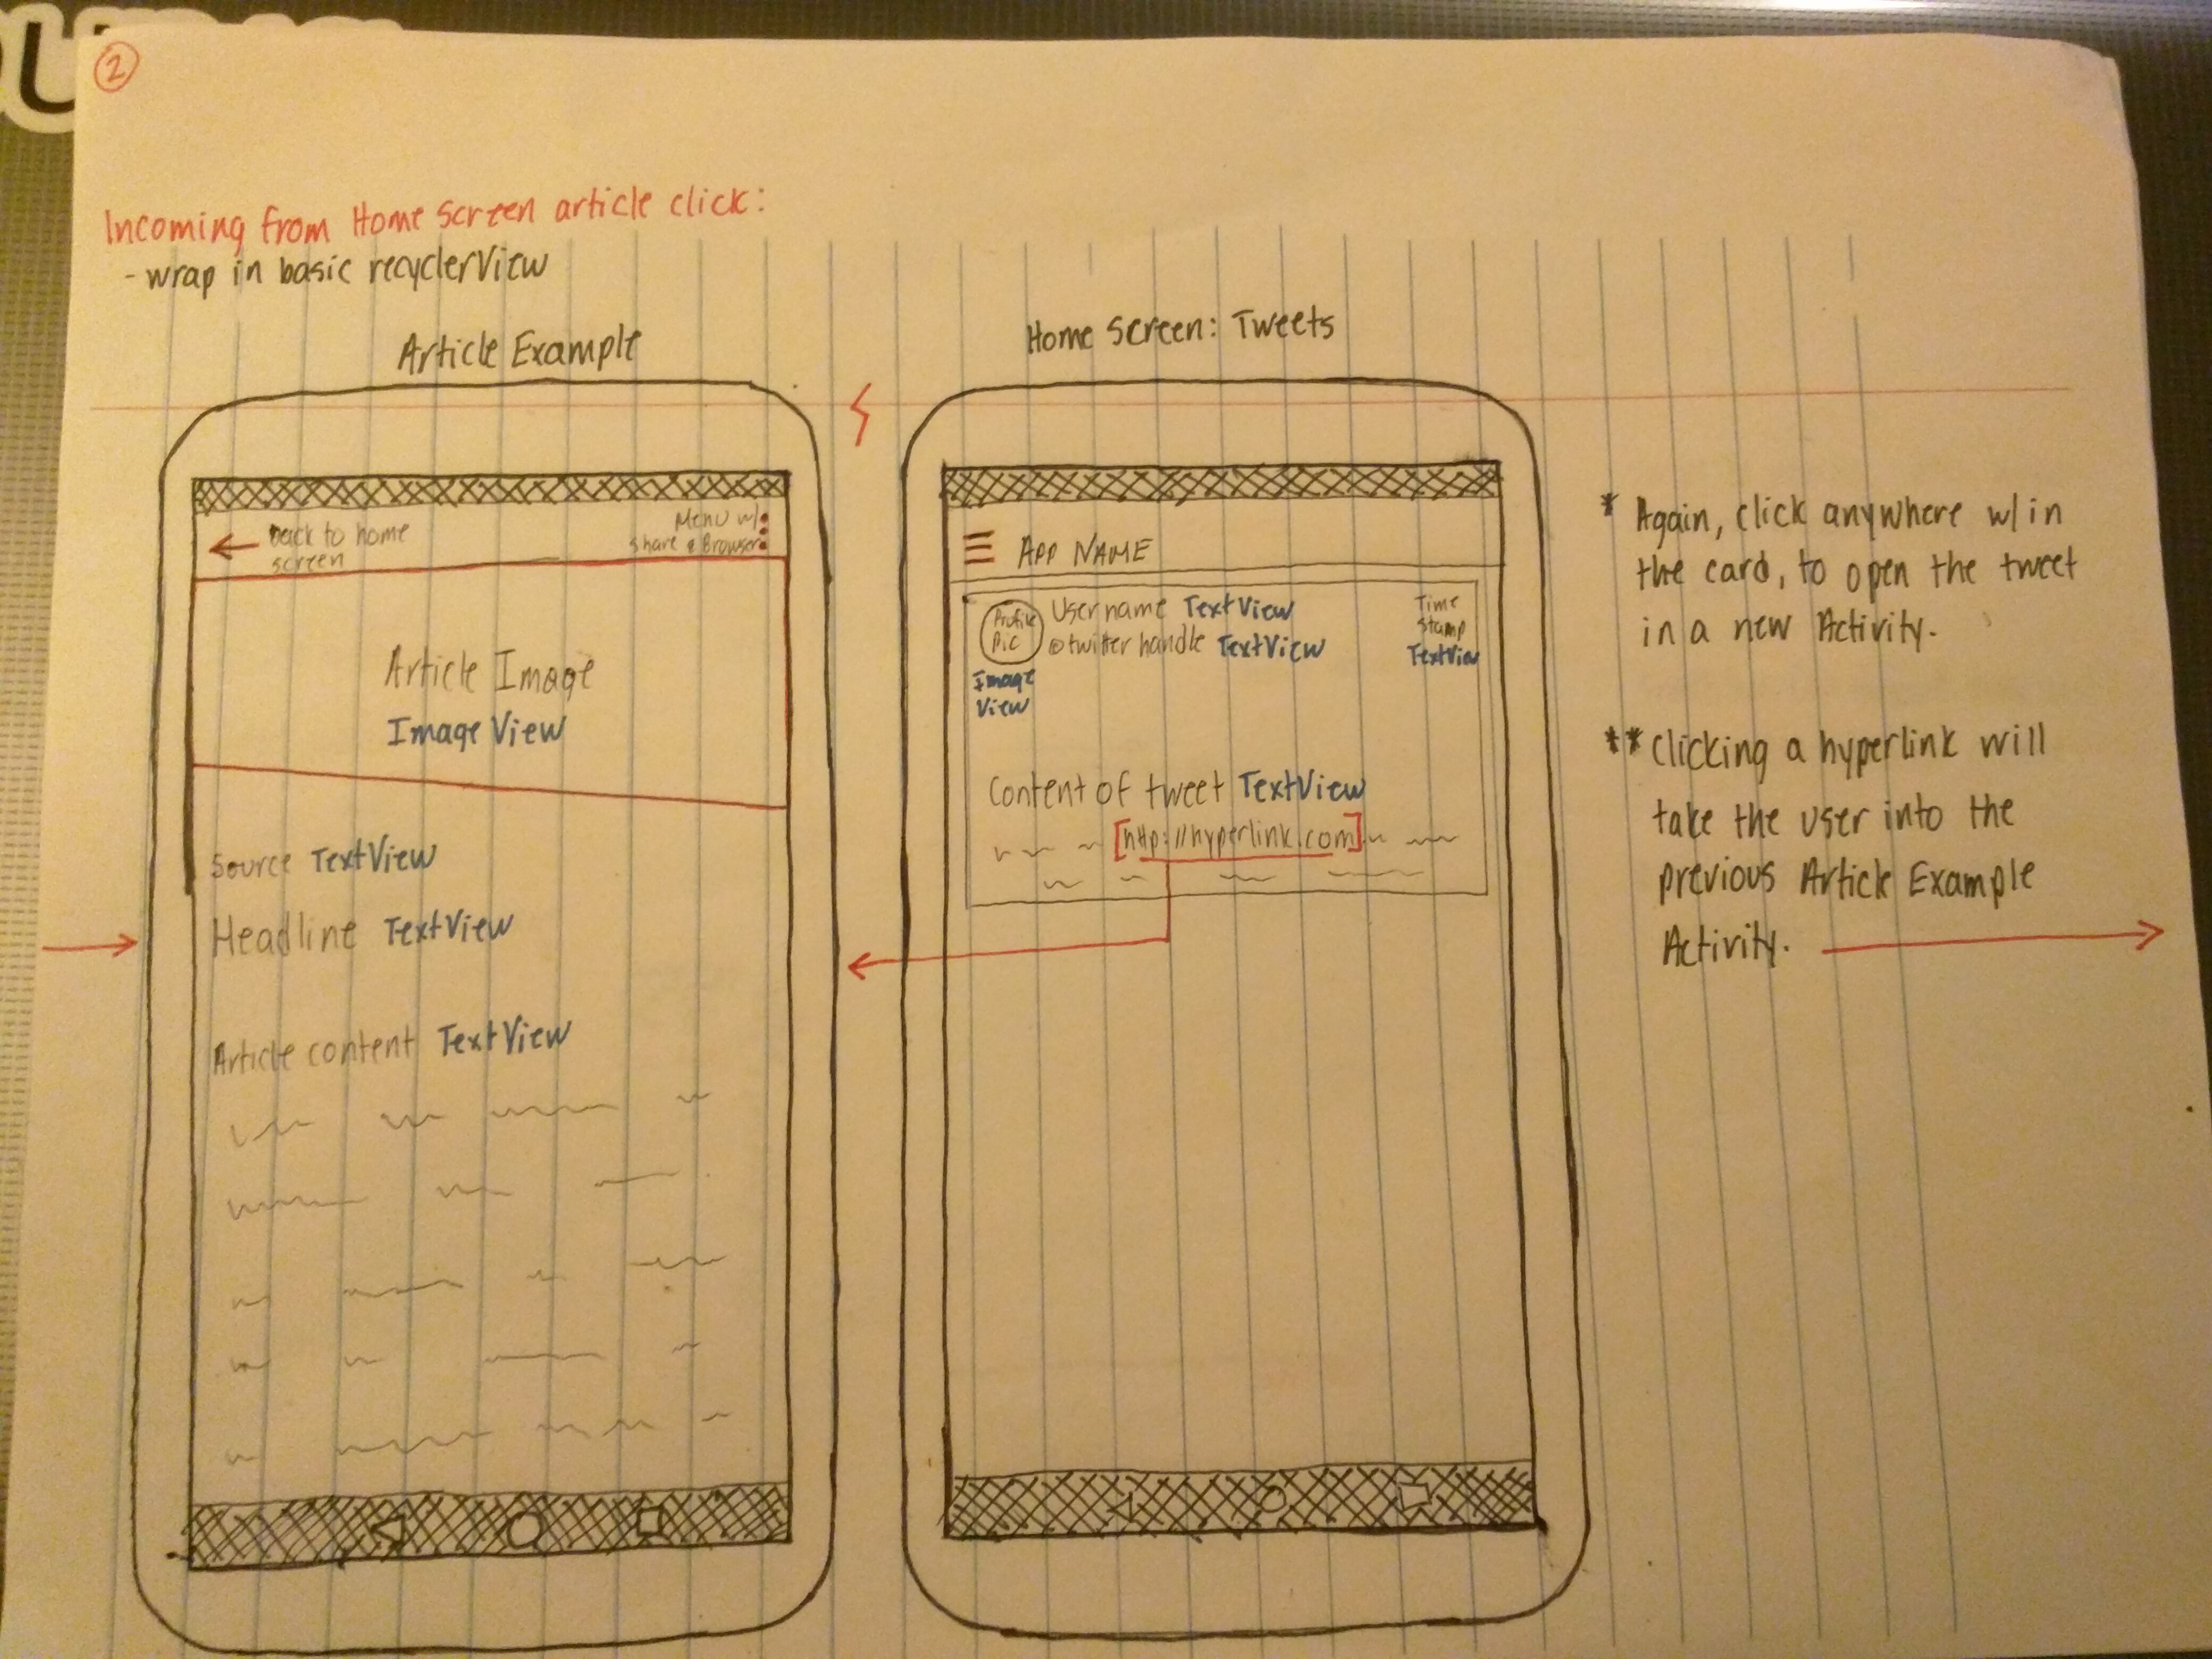 2
Incoming from Home Screen article click:
- wrap in basic recyclerView
Article Example
back to home
screen
Menu w/
share & Browser
Article Image
Image View
Source TextView
Headline TextView
Article content TextView
Home Screen: Tweets
APP NAME
Profile
Pic
Image
View
Username TextView
@twitter handle TextView
Time
Stamp
TextView
Content of tweet TextView
[http://hyperlink.com]
* Again, click anywhere w/in
the card, to open the tweet
in a new Activity.
** Clicking a hyperlink will
take the user into the
previous Article Example
Activity.